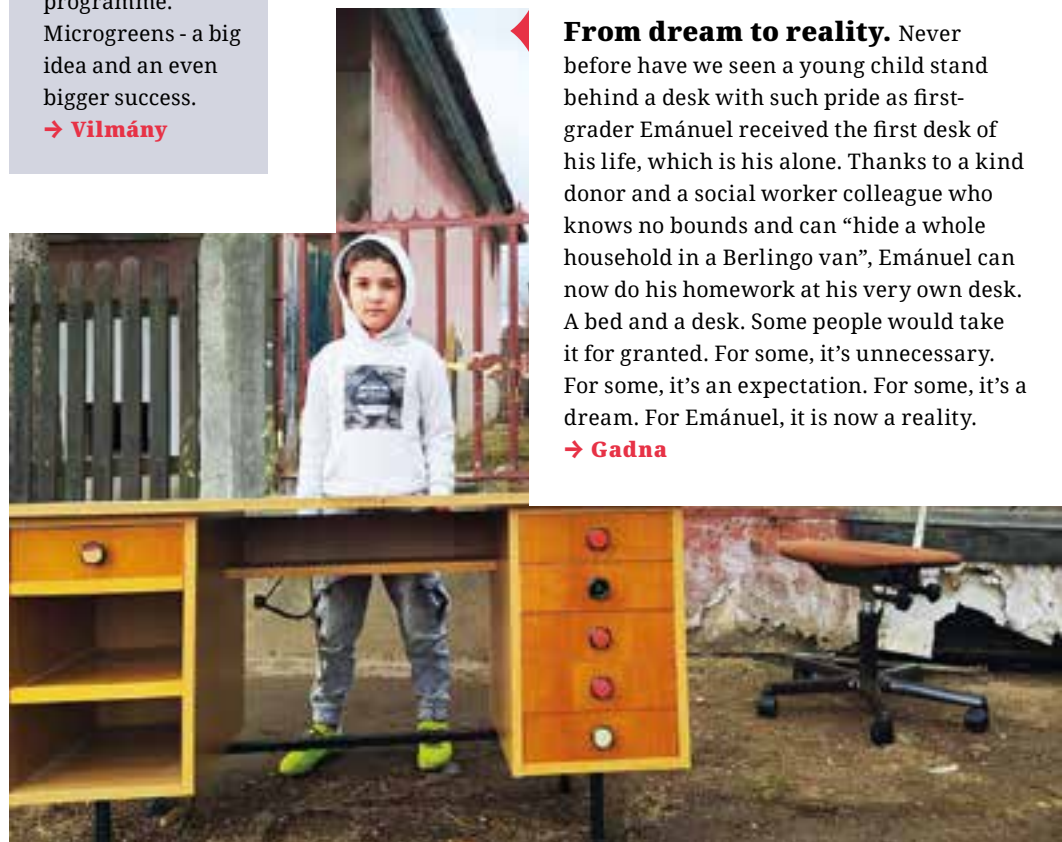 programme.
Microgreens - a big
idea and an even
bigger success.
→ Vilmány
From dream to reality. Never
before have we seen a young child stand
behind a desk with such pride as first-
grader Emánuel received the first desk of
his life, which is his alone. Thanks to a kind
donor and a social worker colleague who
knows no bounds and can “hide a whole
household in a Berlingo van”, Emánuel can
now do his homework at his very own desk.
A bed and a desk. Some people would take
it for granted. For some, it’s unnecessary.
For some, it’s an expectation. For some, it’s a
dream. For Emánuel, it is now a reality.
→ Gadna